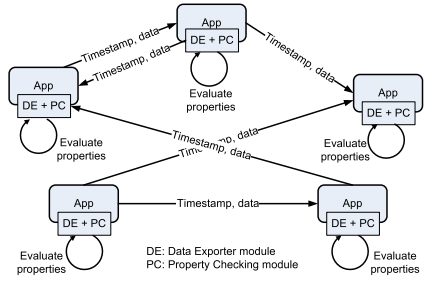 App
DE + PC
Timestamp, data
Timestamp, data
Timestamp, data
Evaluate
properties
App
DE + PC
Evaluate
properties
App
DE + PC
Evaluate
properties
Timestamp, data
data
App
DE + PC
Evaluate
properties
Timestamp, data
App
DE + PC
Evaluate
properties
DE: Data Exporter module
PC: Property Checking module